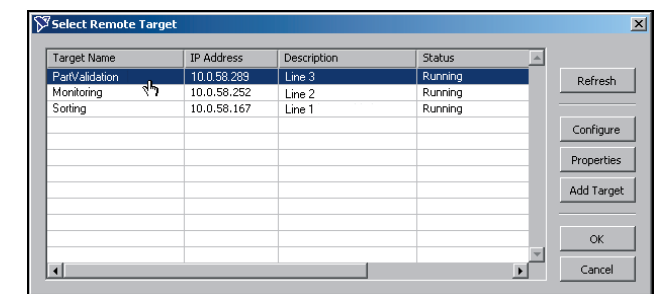 Select Remote Target
Target Name IP Address Description Status
PartValidation 10.0.58.289 Line 3 Running
Monitoring 10.0.58.252 Line 2 Running
Sorting 10.0.58.167 Line 1 Running
Refresh
Configure
Properties
Add Target
OK
Cancel